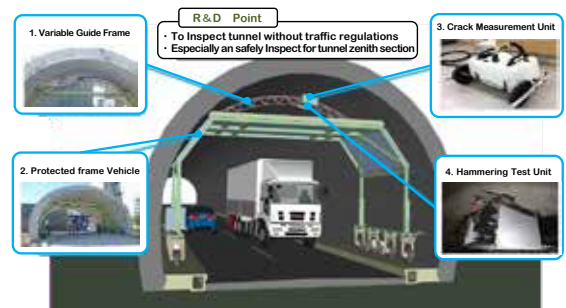 R&D Point
・To Inspect tunnel without traffic regulations
・Especially an safely Inspect for tunnel zenith section
1. Variable Guide Frame
3. Crack Measurement Unit
2. Protected frame Vehicle
4. Hammering Test Unit